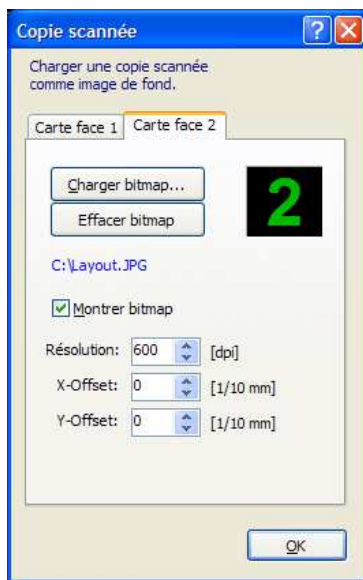 Copie scannée
Charger une copie scannée
comme image de fond.
Carte face 1 Carte face 2
Charger bitmap...
Effacer bitmap
2
C:\Layout.JPG
Montrer bitmap
Résolution: 600 [dpi]
X-Offset: 0 [1/10 mm]
Y-Offset: 0 [1/10 mm]
OK